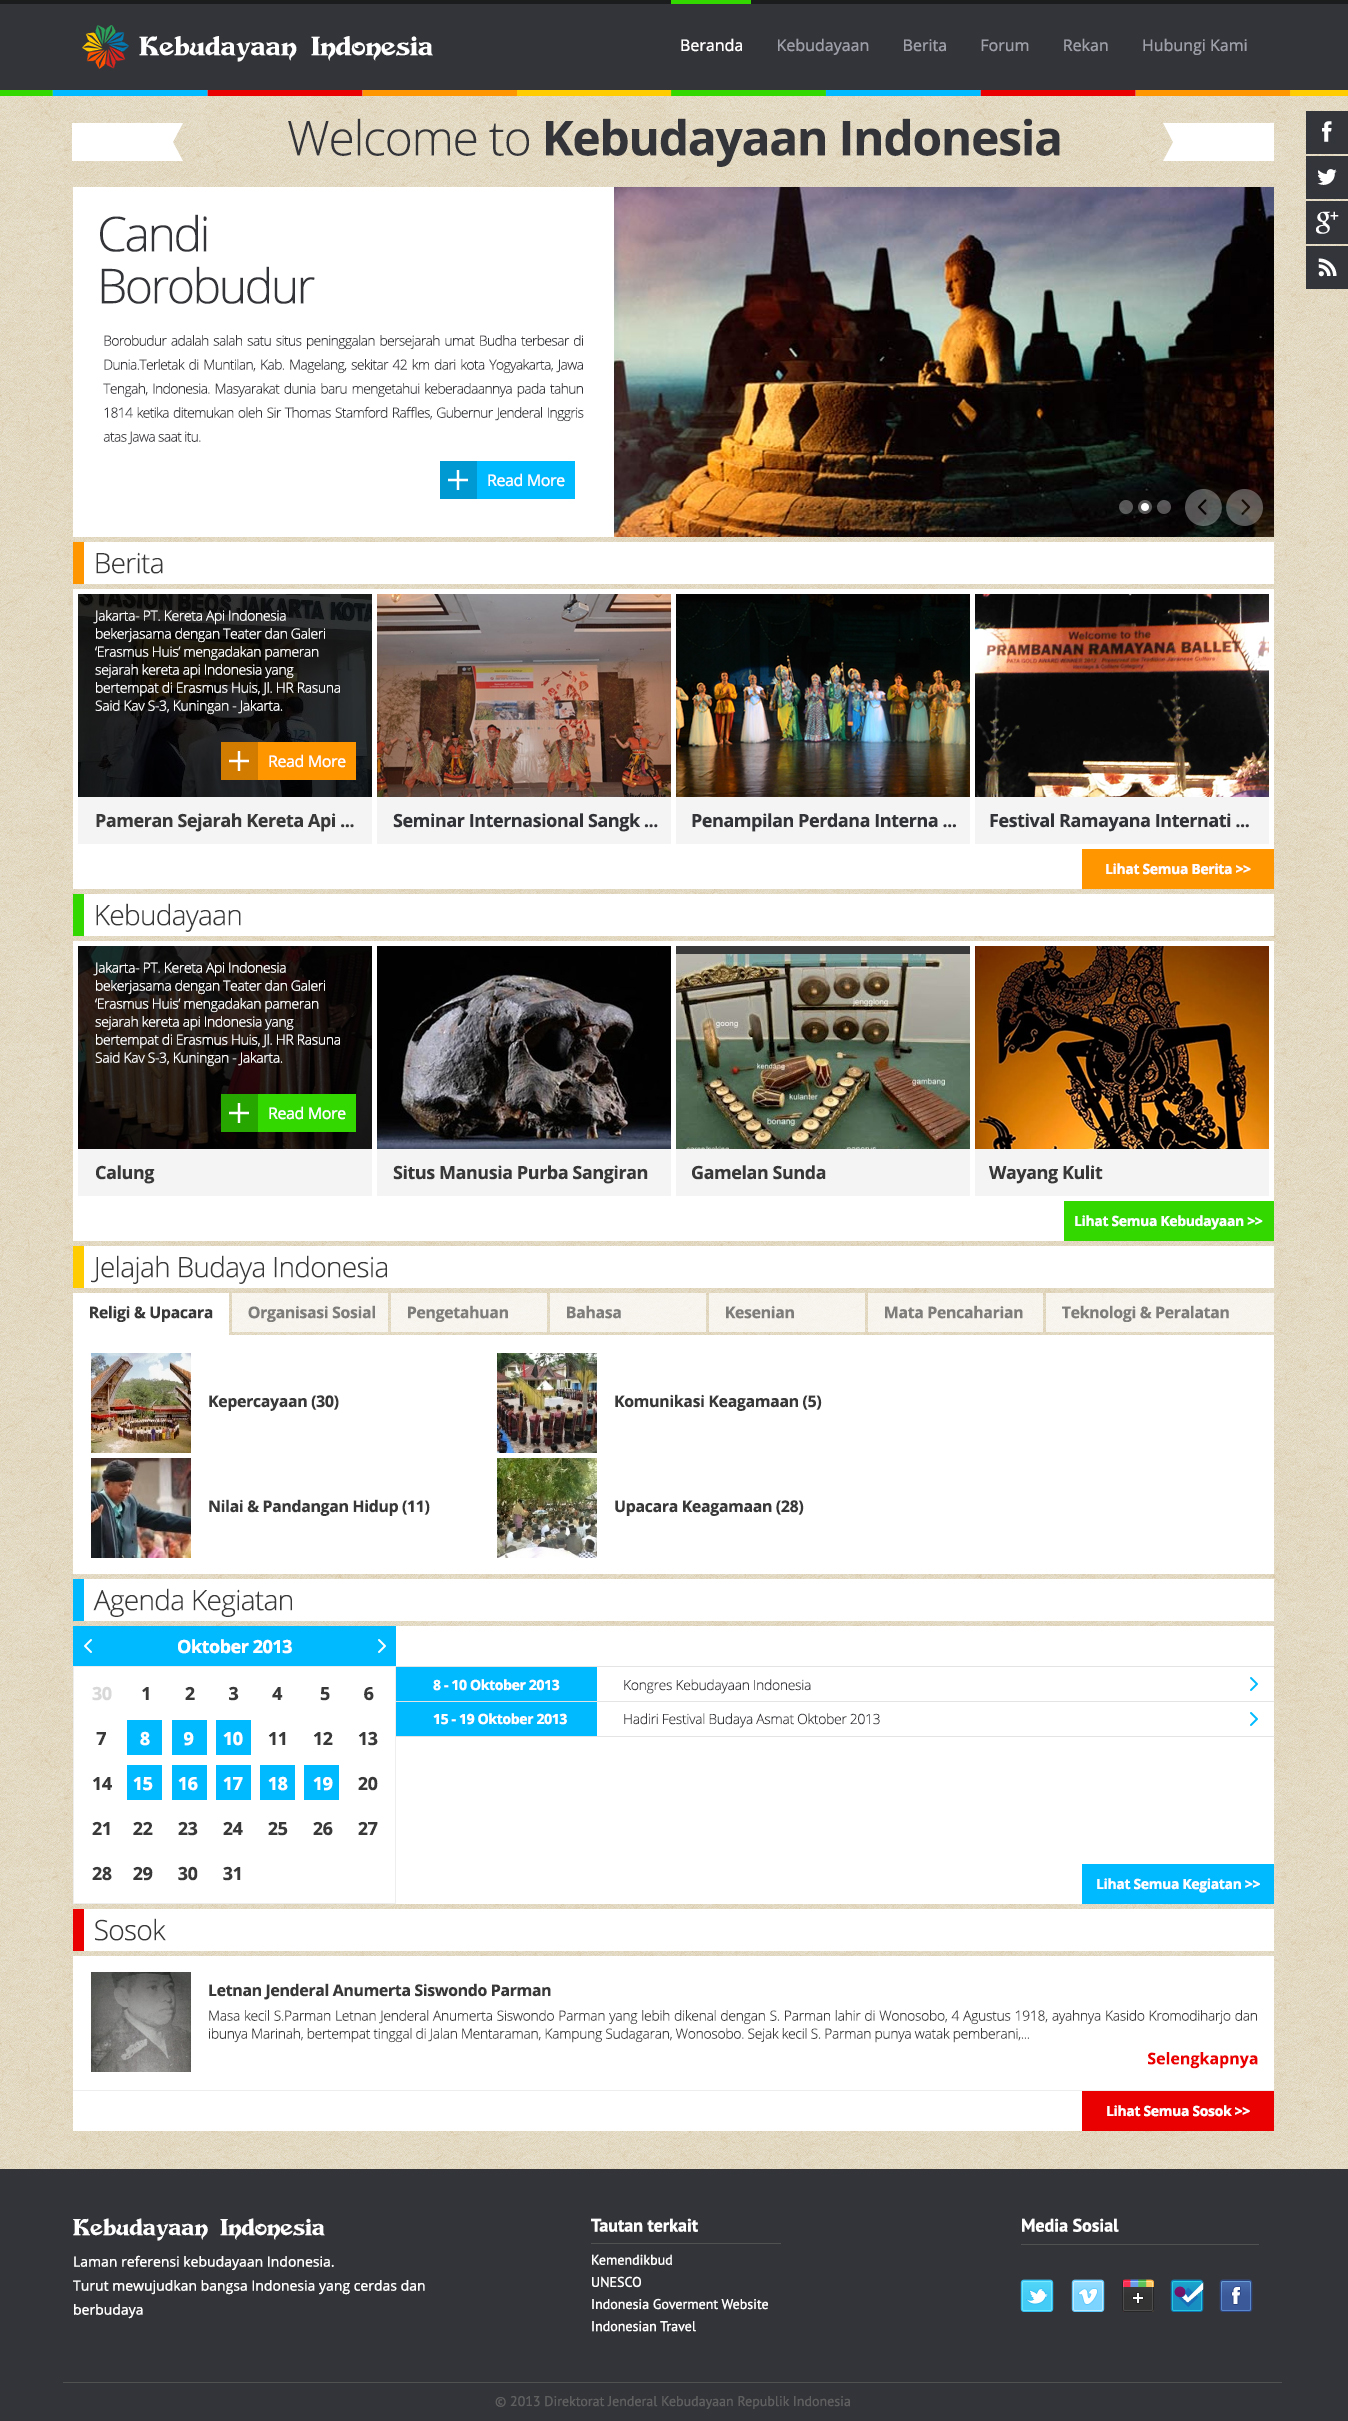 Kebudayaan Indonesia
Beranda Kebudayaan Berita Forum Rekan Hubungi Kami
Welcome to Kebudayaan Indonesia
Candi
Borobudur
Borobudur adalah salah satu situs peninggalan bersejarah umat Budha terbesar di
Dunia.Terletak di Muntilan, Kab. Magelang, sekitar 42 km dari kota Yogyakarta, Jawa
Tengah, Indonesia. Masyarakat dunia baru mengetahui keberadaannya pada tahun
1814 ketika ditemukan oleh Sir Thomas Stamford Raffles, Gubernur Jenderal Inggris
atas Jawa saat itu.
Read More
Berita
STASIUN BEOS JAKARTA KOTA
Jakarta- PT. Kereta Api Indonesia
bekerjasama dengan Teater dan Galeri
‘Erasmus Huis’ mengadakan pameran
sejarah kereta api Indonesia yang
bertempat di Erasmus Huis, Jl. HR Rasuna
Said Kav S-3, Kuningan - Jakarta.
Read More
Welcome to the
PRAMBANAN RAMAYANA BALLET
Pameran Sejarah Kereta Api ...
Seminar Internasional Sangk ...
Penampilan Perdana Interna ...
Festival Ramayana Internati ...
Lihat Semua Berita >>
Kebudayaan
Jakarta- PT. Kereta Api Indonesia
bekerjasama dengan Teater dan Galeri
‘Erasmus Huis’ mengadakan pameran
sejarah kereta api Indonesia yang
bertempat di Erasmus Huis, Jl. HR Rasuna
Said Kav S-3, Kuningan - Jakarta.
Read More
jengglong
goong
kendang
gambang
kulanter
bonang
Calung
Situs Manusia Purba Sangiran
Gamelan Sunda
Wayang Kulit
Lihat Semua Kebudayaan >>
Jelajah Budaya Indonesia
Religi & Upacara Organisasi Sosial Pengetahuan Bahasa Kesenian Mata Pencaharian Teknologi & Peralatan
Kepercayaan (30)
Komunikasi Keagamaan (5)
Nilai & Pandangan Hidup (11)
Upacara Keagamaan (28)
Agenda Kegiatan
Oktober 2013
30 1 2 3 4 5 6
7 8 9 10 11 12 13
14 15 16 17 18 19 20
21 22 23 24 25 26 27
28 29 30 31
8 - 10 Oktober 2013 Kongres Kebudayaan Indonesia
15 - 19 Oktober 2013 Hadiri Festival Budaya Asmat Oktober 2013
Lihat Semua Kegiatan >>
Sosok
Letnan Jenderal Anumerta Siswondo Parman
Masa kecil S.Parman Letnan Jenderal Anumerta Siswondo Parman yang lebih dikenal dengan S. Parman lahir di Wonosobo, 4 Agustus 1918, ayahnya Kasido Kromodiharjo dan
ibunya Marinah, bertempat tinggal di Jalan Mentaraman, Kampung Sudagaran, Wonosobo. Sejak kecil S. Parman punya watak pemberani,...
Selengkapnya
Lihat Semua Sosok >>
Kebudayaan Indonesia
Laman referensi kebudayaan Indonesia.
Turut mewujudkan bangsa Indonesia yang cerdas dan
berbudaya
Tautan terkait
Kemendikbud
UNESCO
Indonesia Goverment Website
Indonesian Travel
Media Sosial
© 2013 Direktorat Jenderal Kebudayaan Republik Indonesia